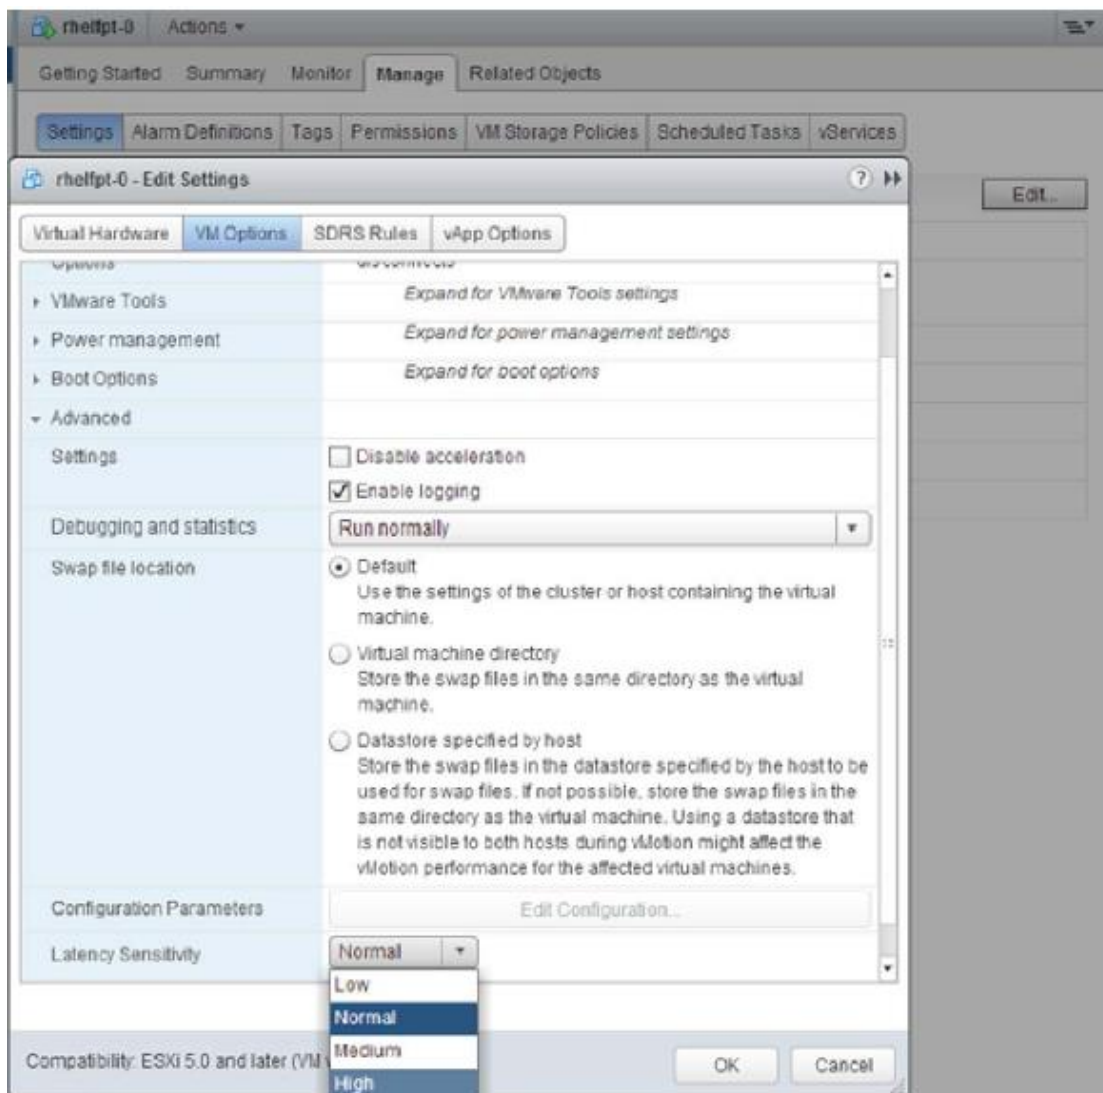 rhelfpt-0 Actions
Getting Started Summary Monitor Manage Related Objects
Settings Alarm Definitions Tags Permissions VM Storage Policies Scheduled Tasks vServices
rhelfpt-0 - Edit Settings ?
Edit...
Virtual Hardware VM Options SDRS Rules vApp Options
Options disconnects
VMware Tools Expand for VMware Tools settings
Power management Expand for power management settings
Boot Options Expand for boot options
Advanced
Settings Disable acceleration
Enable logging
Debugging and statistics Run normally
Swap file location Default
Use the settings of the cluster or host containing the virtual
machine.
Virtual machine directory
Store the swap files in the same directory as the virtual
machine.
Datastore specified by host
Store the swap files in the datastore specified by the host to be
used for swap files. If not possible, store the swap files in the
same directory as the virtual machine. Using a datastore that
is not visible to both hosts during vMotion might affect the
vMotion performance for the affected virtual machines.
Configuration Parameters Edit Configuration...
Latency Sensitivity Normal
Low
Normal
Medium
High
Compatibility: ESXi 5.0 and later (VM OK Cancel